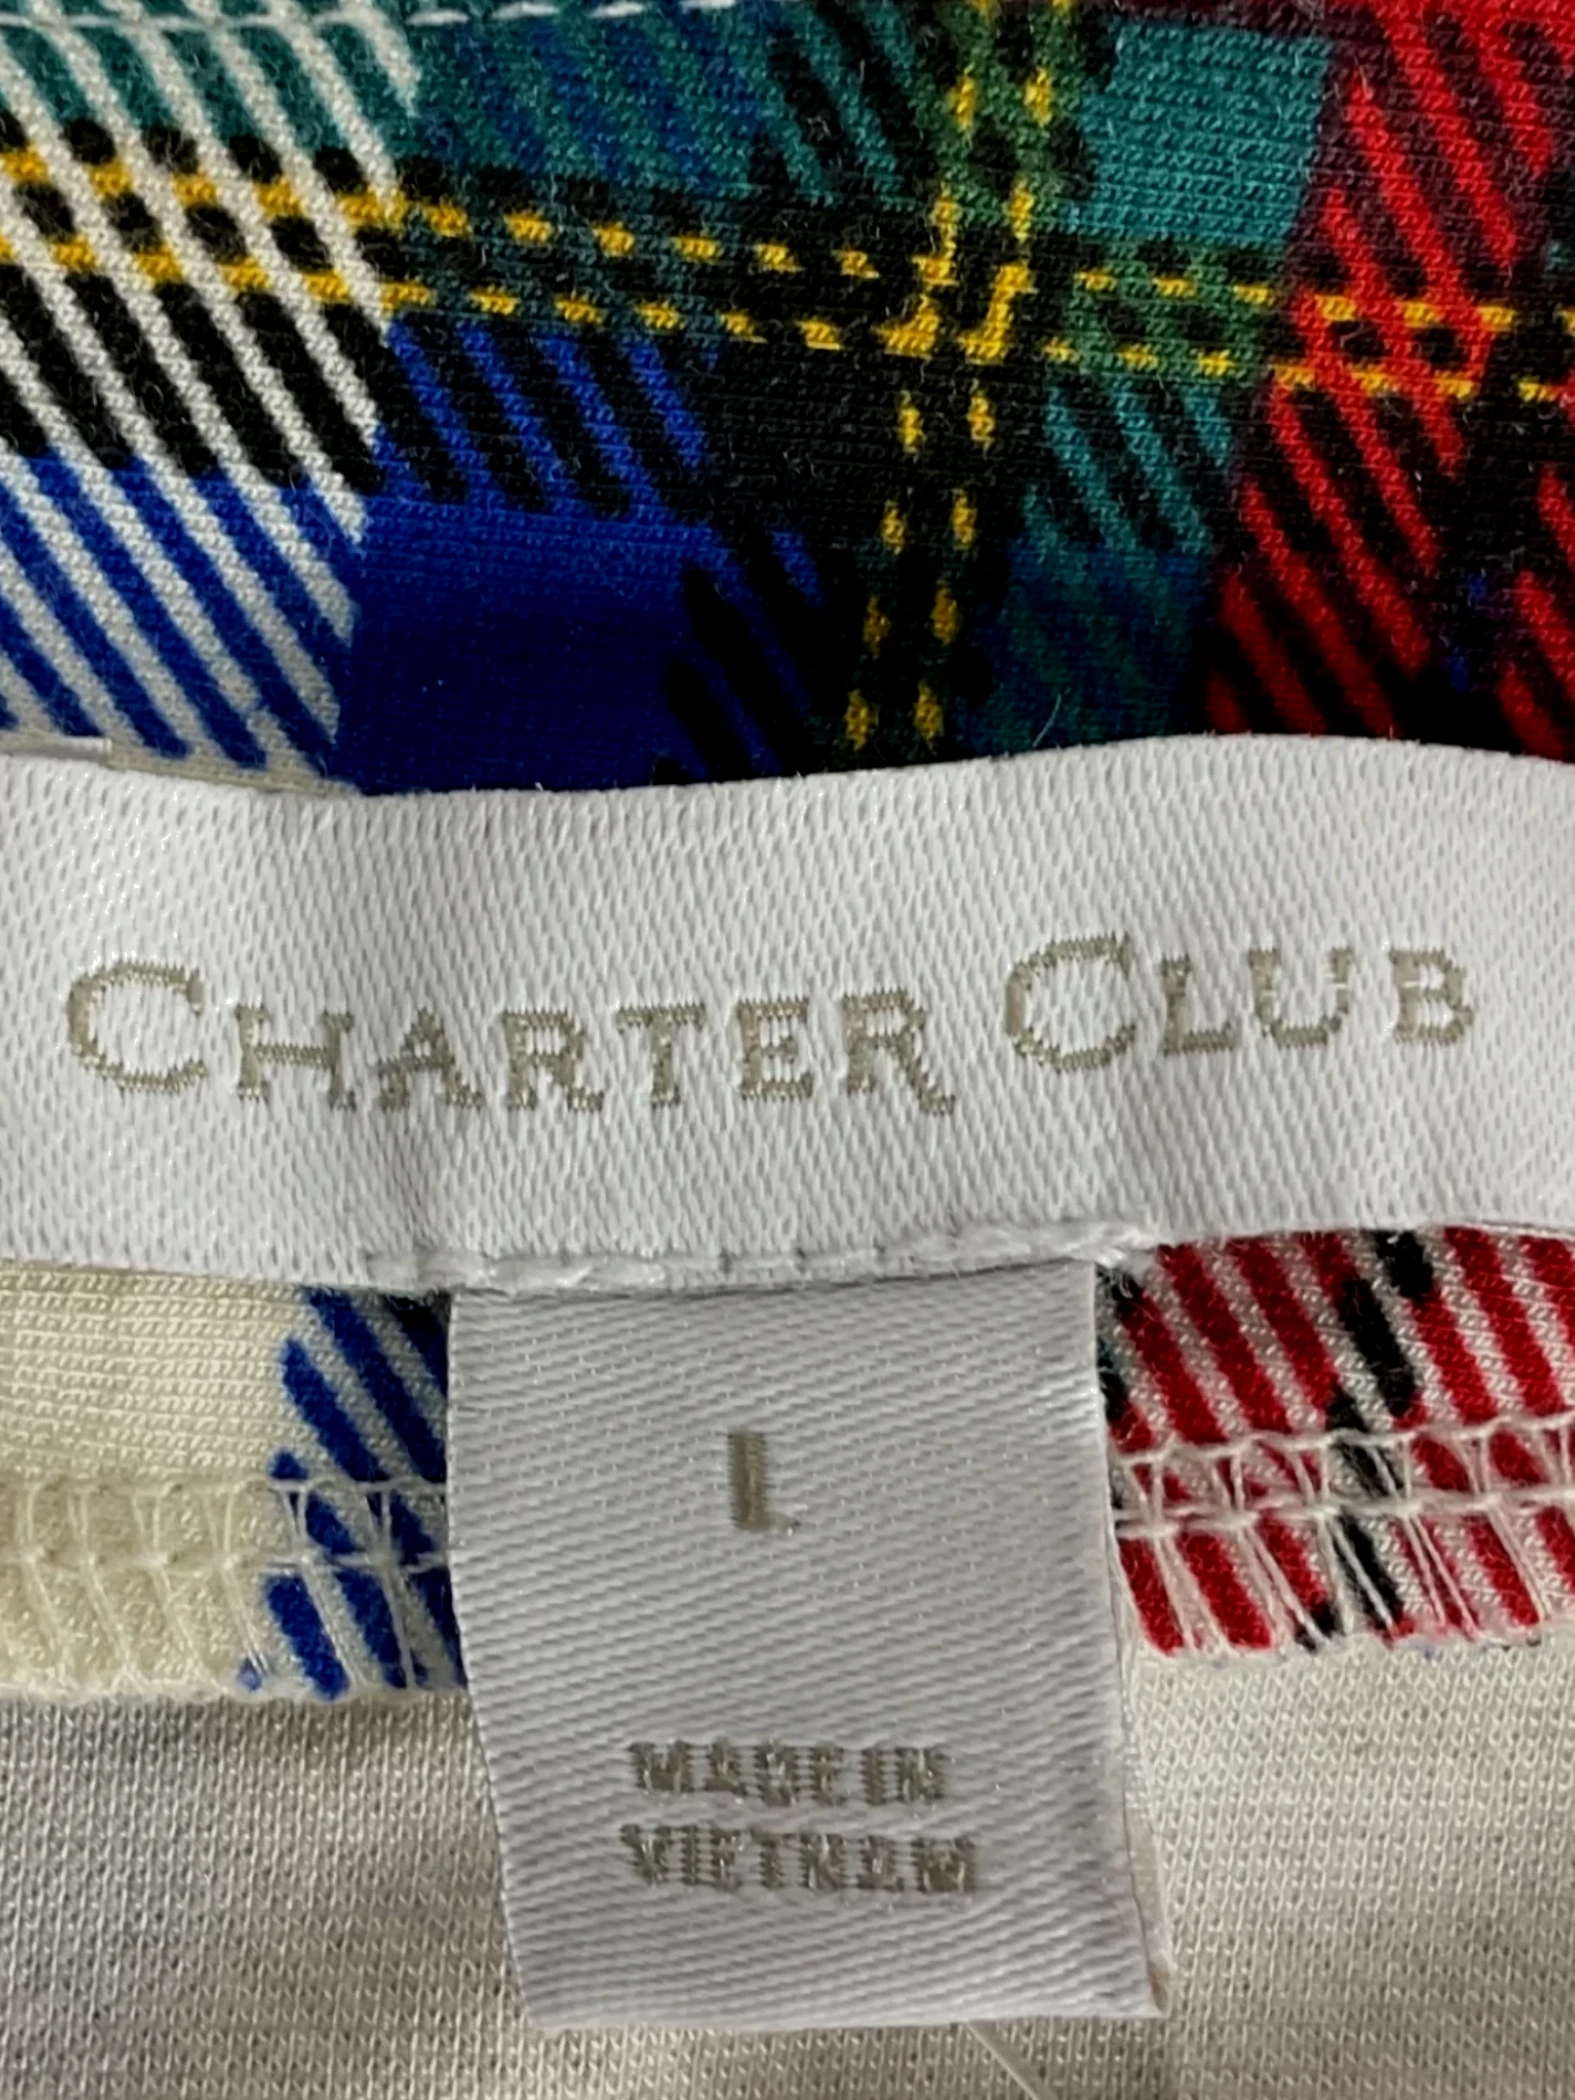 CHARTER CLUB
L
MADE IN
VIETNAM